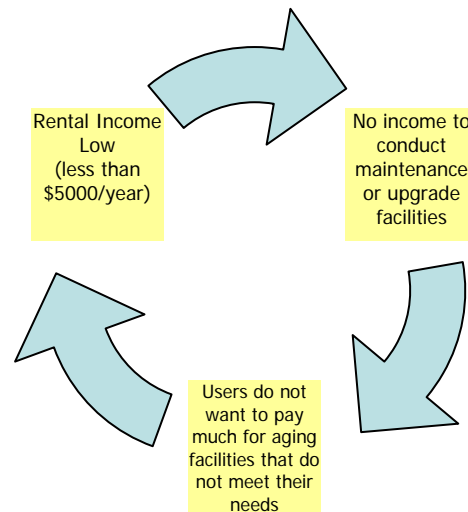 Rental Income
Low
(less than
$5000/year)
No income to
conduct
maintenance
or upgrade
facilities
Users do not
want to pay
much for aging
facilities that do
not meet their
needs